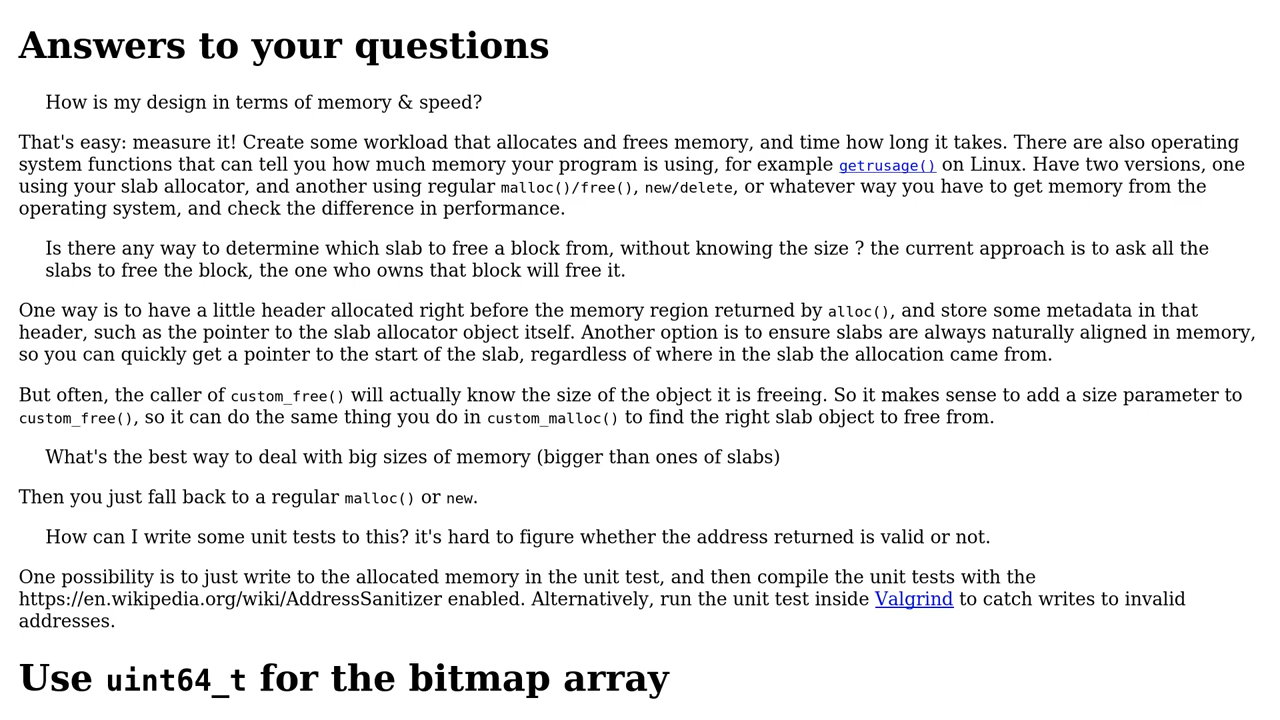 Answers to your questions
How is my design in terms of memory & speed?
That's easy: measure it! Create some workload that allocates and frees memory, and time how long it takes. There are also operating
system functions that can tell you how much memory your program is using, for example getrusage() on Linux. Have two versions, one
using your slab allocator, and another using regular malloc()/free(), new/delete, or whatever way you have to get memory from the
operating system, and check the difference in performance.
Is there any way to determine which slab to free a block from, without knowing the size ? the current approach is to ask all the
slabs to free the block, the one who owns that block will free it.
One way is to have a little header allocated right before the memory region returned by alloc(), and store some metadata in that
header, such as the pointer to the slab allocator object itself. Another option is to ensure slabs are always naturally aligned in memory,
so you can quickly get a pointer to the start of the slab, regardless of where in the slab the allocation came from.
But often, the caller of custom_free() will actually know the size of the object it is freeing. So it makes sense to add a size parameter to
custom_free(), so it can do the same thing you do in custom_malloc() to find the right slab object to free from.
What's the best way to deal with big sizes of memory (bigger than ones of slabs)
Then you just fall back to a regular malloc() or new.
How can I write some unit tests to this? it's hard to figure whether the address returned is valid or not.
One possibility is to just write to the allocated memory in the unit test, and then compile the unit tests with the
https://en.wikipedia.org/wiki/AddressSanitizer enabled. Alternatively, run the unit test inside Valgrind to catch writes to invalid
addresses.
Use uint64_t for the bitmap array